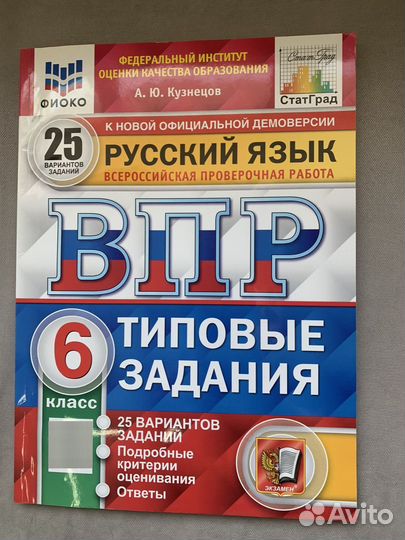 ФЕДЕРАЛЬНЫЙ ИНСТИТУТ
ОЦЕНКИ КАЧЕСТВА ОБРАЗОВАНИЯ
А. Ю. Кузнецов
ФИОКО
СтатГрад
СтатГрад
К НОВОЙ ОФИЦИАЛЬНОЙ ДЕМОВЕРСИИ
25
ВАРИАНТОВ
ЗАДАНИЙ
РУССКИЙ ЯЗЫК
ВСЕРОССИЙСКАЯ ПРОВЕРОЧНАЯ РАБОТА
ВПР
6
класс
ТИПОВЫЕ
ЗАДАНИЯ
25 ВАРИАНТОВ
ЗАДАНИЙ
Подробные
критерии
оценивания
Ответы
ЭКЗАМЕН
Avito